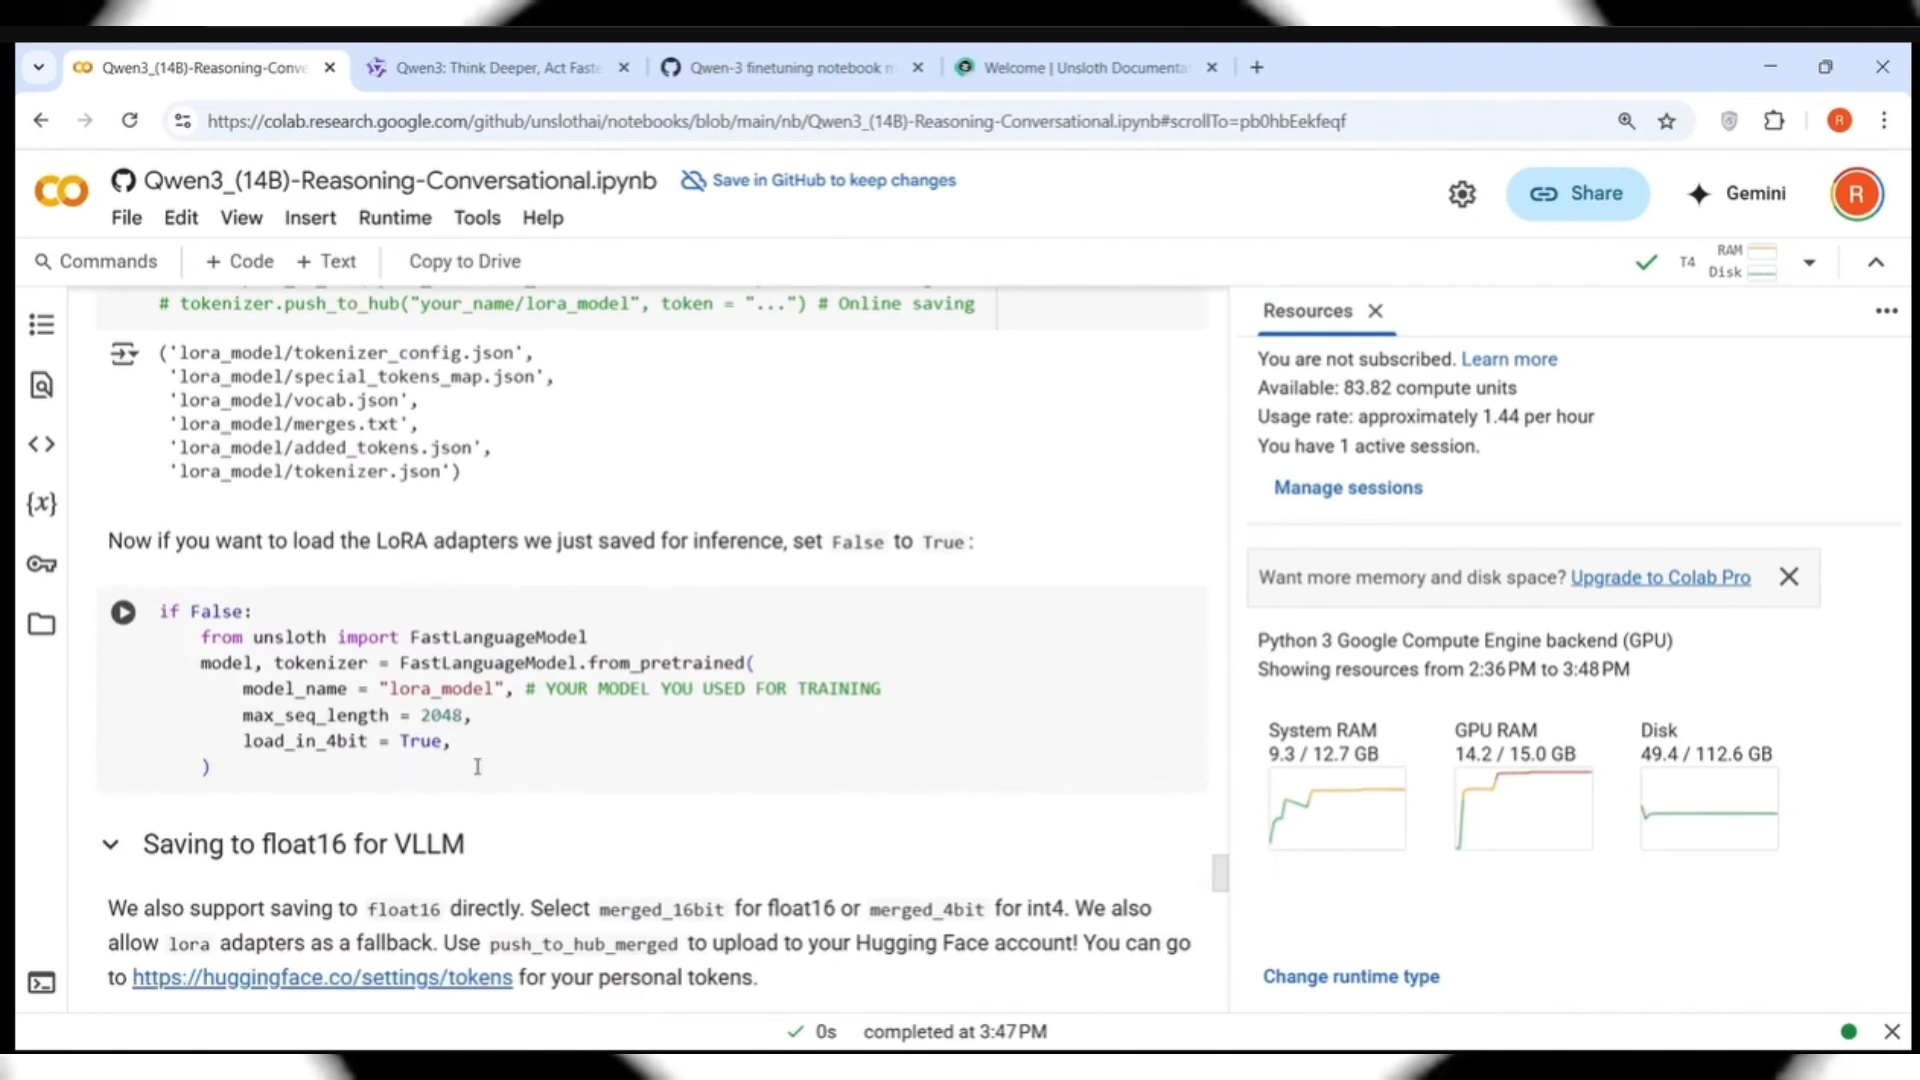 Qwen3_(14B)-Reasoning-Conve
Qwen3: Think Deeper, Act Faste
Qwen-3 finetuning notebook m
Welcome | Unsloth Documenta
https://colab.research.google.com/github/unslothai/notebooks/blob/main/nb/Qwen3_(14B)-Reasoning-Conversational.ipynb#scrollTo=pb0hbEekfeqf
R
Qwen3_(14B)-Reasoning-Conversational.ipynb
Save in GitHub to keep changes
File Edit View Insert Runtime Tools Help
Share
Gemini
R
Commands
+ Code + Text
Copy to Drive
T4
RAM
Disk
# tokenizer.push_to_hub("your_name/lora_model", token = "...") # Online saving
('lora_model/tokenizer_config.json',
'lora_model/special_tokens_map.json',
'lora_model/vocab.json',
'lora_model/merges.txt',
'lora_model/added_tokens.json',
'lora_model/tokenizer.json')
Now if you want to load the LoRA adapters we just saved for inference, set False to True:
if False:
from unsloth import FastLanguageModel
model, tokenizer = FastLanguageModel.from_pretrained(
model_name = "lora_model", # YOUR MODEL YOU USED FOR TRAINING
max_seq_length = 2048,
load_in_4bit = True,
)
Saving to float16 for VLLM
We also support saving to float16 directly. Select merged_16bit for float16 or merged_4bit for int4. We also
allow lora adapters as a fallback. Use push_to_hub_merged to upload to your Hugging Face account! You can go
to https://huggingface.co/settings/tokens for your personal tokens.
Resources
You are not subscribed. Learn more
Available: 83.82 compute units
Usage rate: approximately 1.44 per hour
You have 1 active session.
Manage sessions
Want more memory and disk space? Upgrade to Colab Pro
Python 3 Google Compute Engine backend (GPU)
Showing resources from 2:36 PM to 3:48 PM
System RAM
9.3 / 12.7 GB
GPU RAM
14.2 / 15.0 GB
Disk
49.4 / 112.6 GB
Change runtime type
0s completed at 3:47 PM